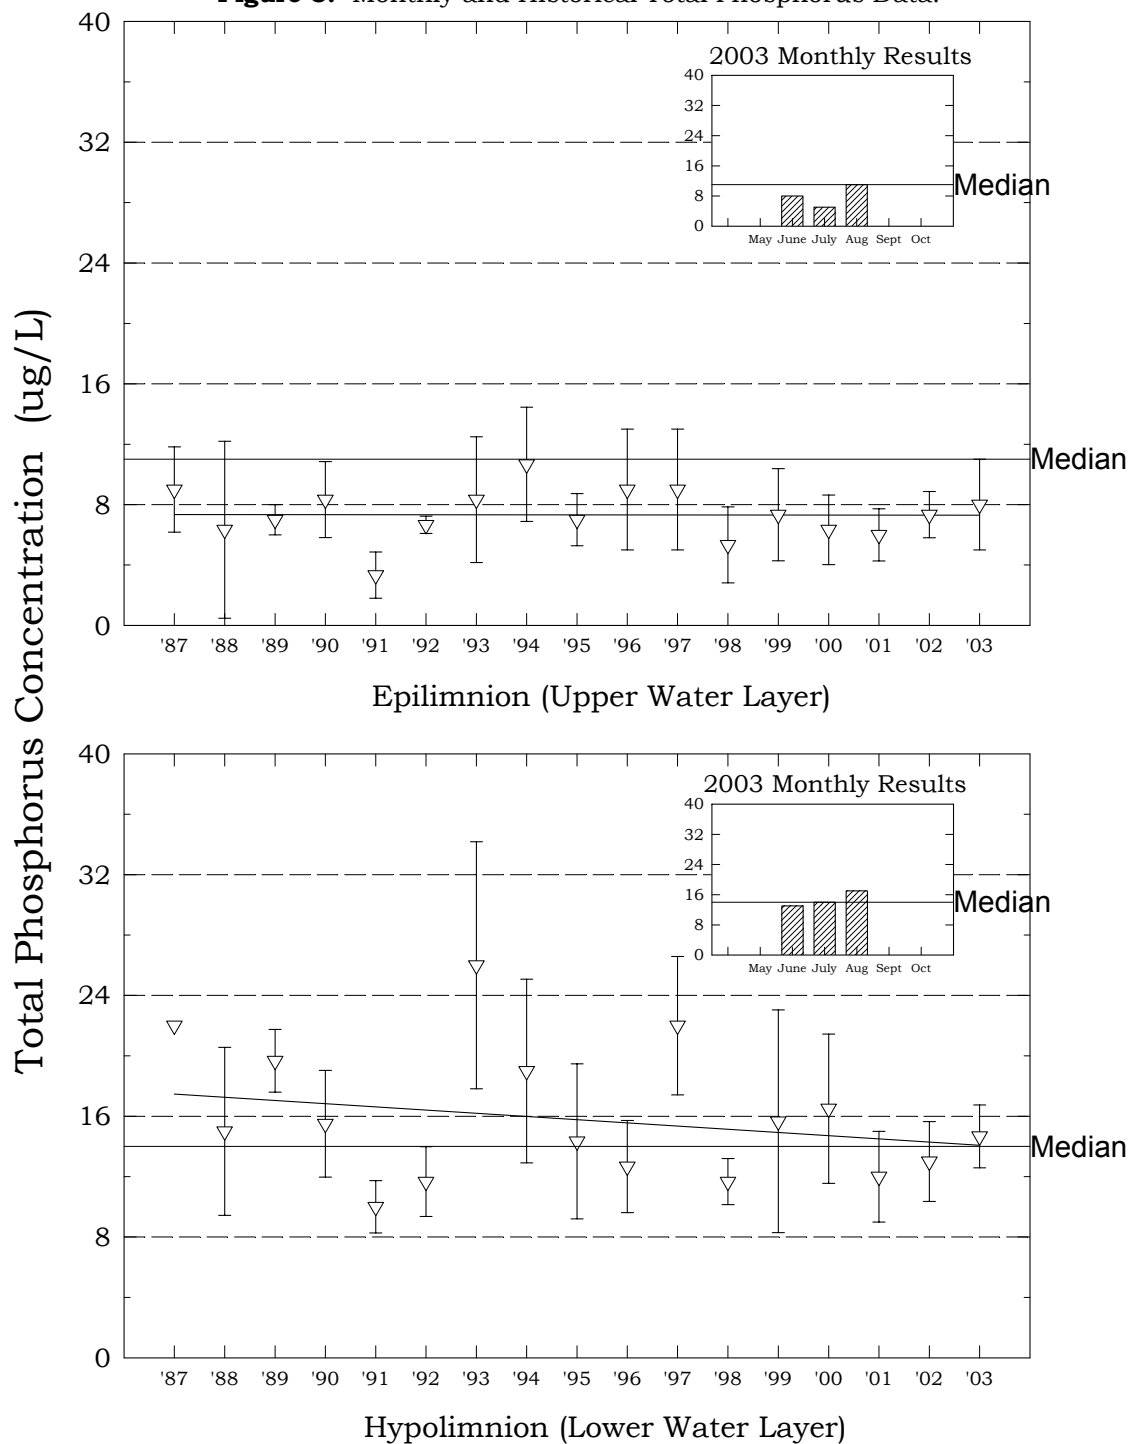 Figure 3. Monthly and Historical Total Phosphorus Data.
Total Phosphorus Concentration (ug/L)
40
32
24
16
8
0
2003 Monthly Results
40
32
24
16
8
0
Median
May June July Aug Sept Oct
Median
'87 '88 '89 '90 '91 '92 '93 '94 '95 '96 '97 '98 '99 '00 '01 '02 '03
Epilimnion (Upper Water Layer)
40
32
24
16
8
0
2003 Monthly Results
40
32
24
16
8
0
Median
May June July Aug Sept Oct
Median
'87 '88 '89 '90 '91 '92 '93 '94 '95 '96 '97 '98 '99 '00 '01 '02 '03
Hypolimnion (Lower Water Layer)